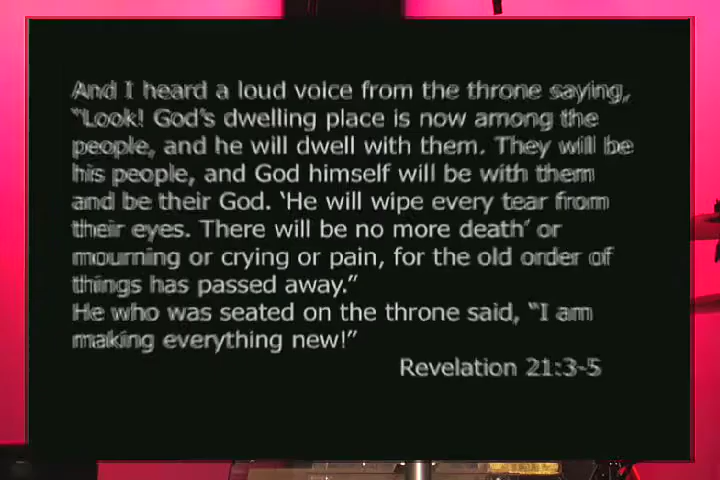 And I heard a loud voice from the throne saying,
“Look! God’s dwelling place is now among the
people, and he will dwell with them. They will be
his people, and God himself will be with them
and be their God. ‘He will wipe every tear from
their eyes. There will be no more death’ or
mourning or crying or pain, for the old order of
things has passed away.”
He who was seated on the throne said, “I am
making everything new!”
Revelation 21:3-5